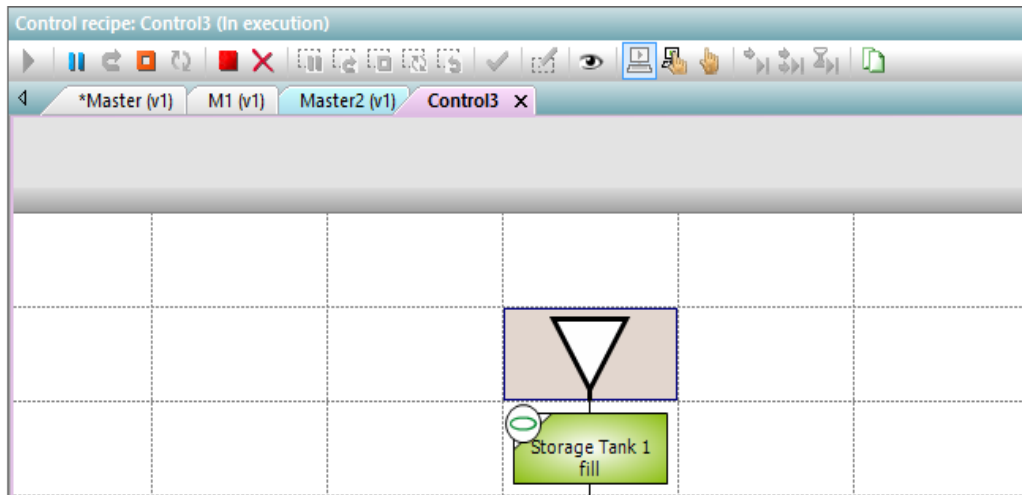 Control recipe: Control3 (In execution)
*Master (v1) M1 (v1) Master2 (v1) Control3 X
Storage Tank 1
fill